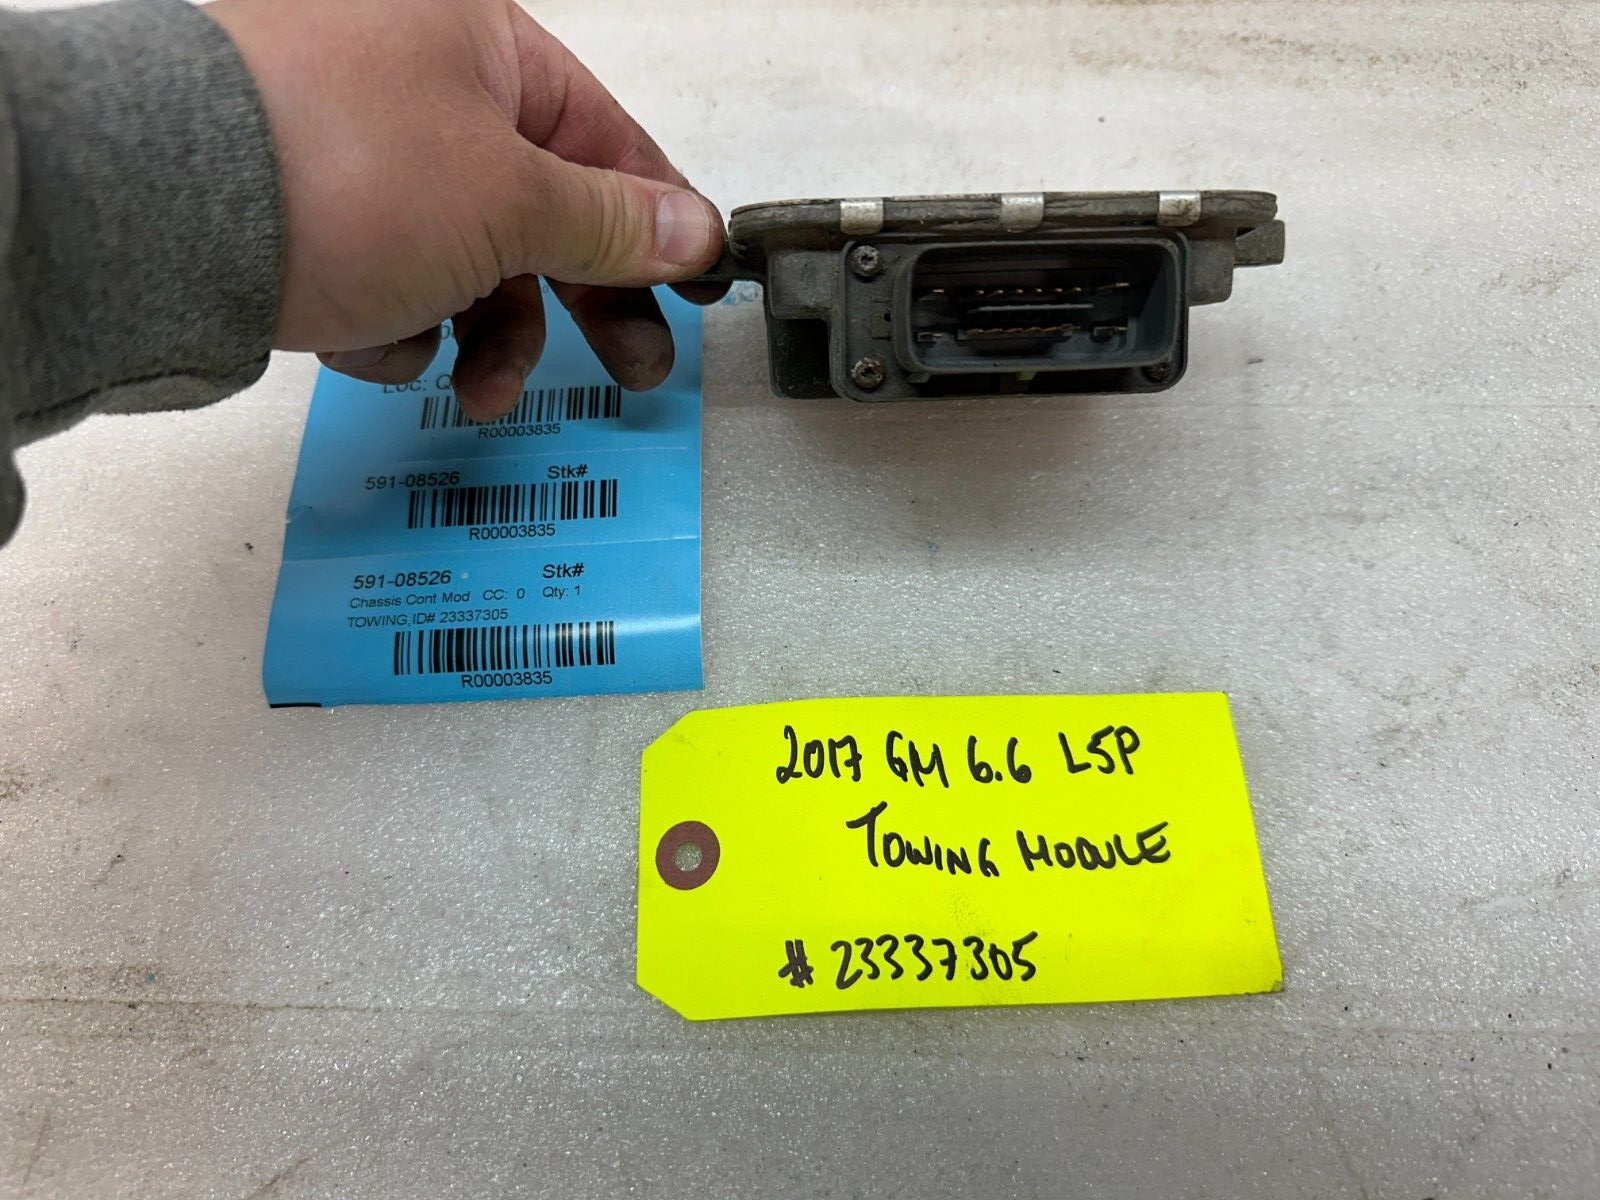 Loc: Q
R00003835
591-08526 Stk#
R00003835
591-08526 Stk#
Chassis Cont Mod CC: 0 Qty: 1
TOWING,ID# 23337305
R00003835
2017 GM 6.6 L5P
TOWING MODULE
# 23337305